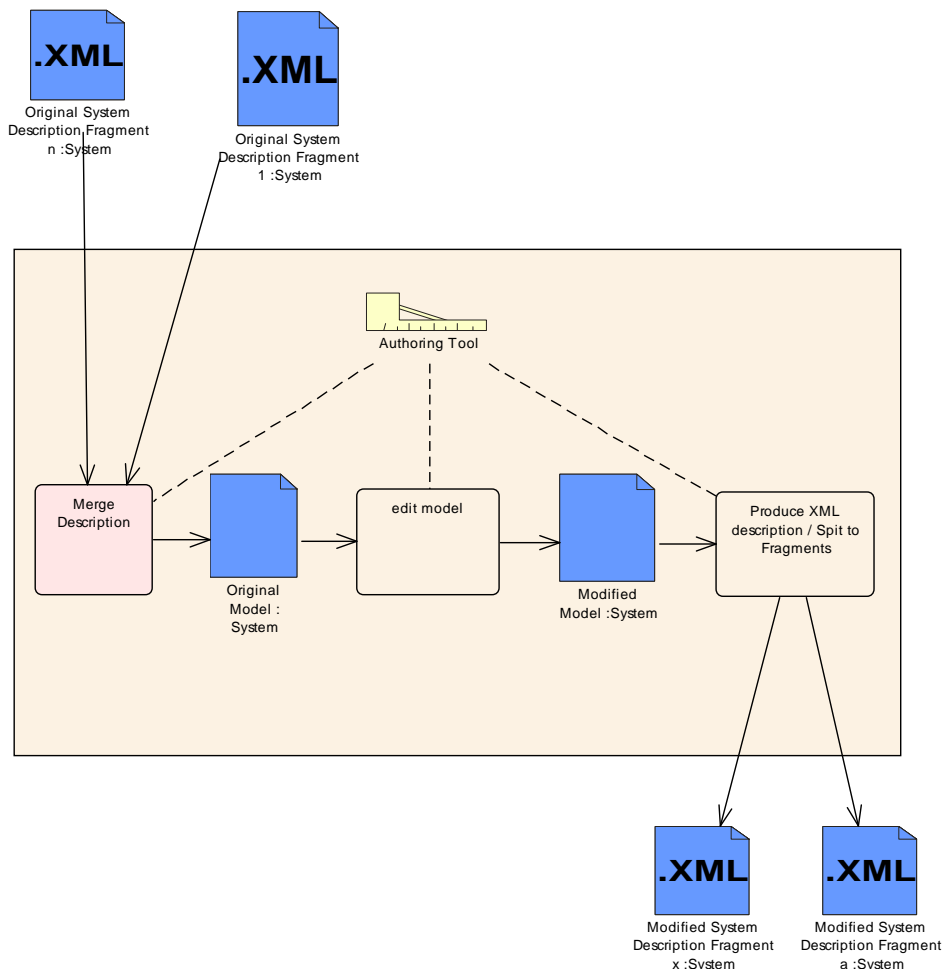 .XML
Original System
Description Fragment
n :System
.XML
Original System
Description Fragment
1 :System
Authoring Tool
Merge
Description
Original
Model :
System
edit model
Modified
Model :System
Produce XML
description / Spit to
Fragments
.XML
Modified System
Description Fragment
x :System
.XML
Modified System
Description Fragment
a :System